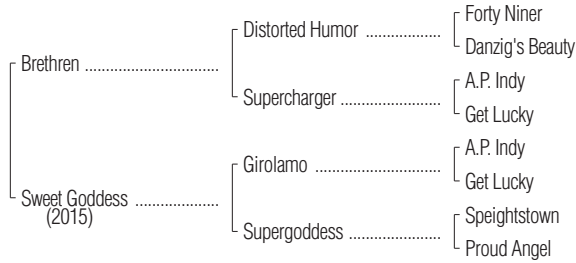 Forty Niner
Distorted Humor ..................
Danzig's Beauty
Brethren ................................
A.P. Indy
Supercharger ........................
Get Lucky
A.P. Indy
Girolamo ..............................
Get Lucky
Sweet Goddess ....................
(2015)
Speightstown
Supergoddess ......................
Proud Angel